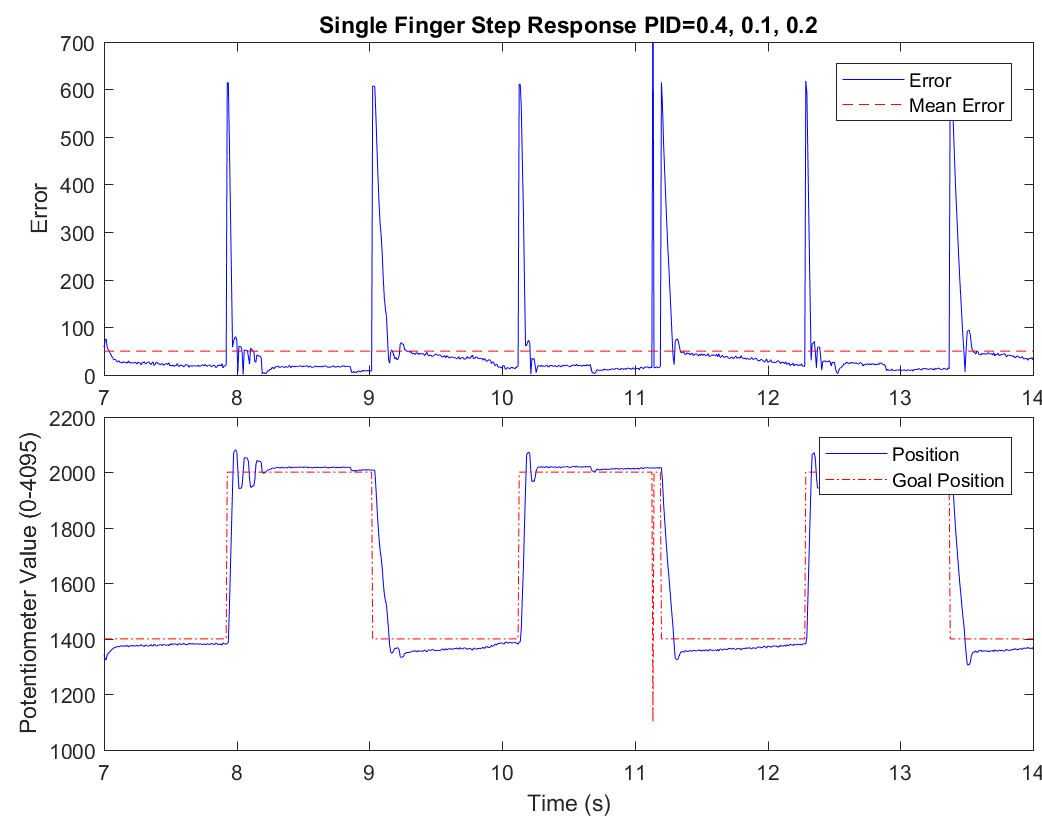 Single Finger Step Response PID=0.4, 0.1, 0.2
700
600
500
400
300
200
100
0
Error
Error
Mean Error
7 8 9 10 11 12 13 14
2200
2000
1800
1600
1400
1200
1000
Potentiometer Value (0-4095)
Position
Goal Position
7 8 9 10 11 12 13 14
Time (s)